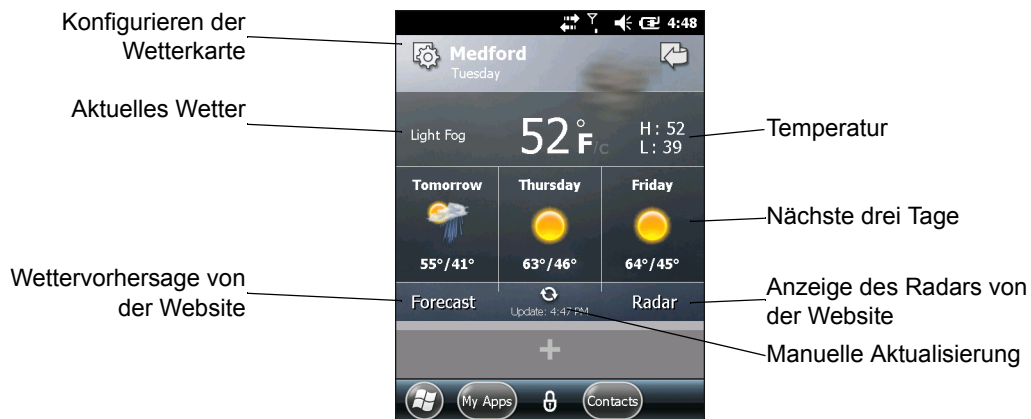 Konfigurieren der
Wetterkarte
4:48
Medford
Tuesday
Aktuelles Wetter
Light Fog
52°F/C
H: 52
L: 39
Temperatur
Tomorrow
Thursday
Friday
Nächste drei Tage
55°/41°
63°/46°
64°/45°
Wettervorhersage von
der Website
Forecast
Update: 4:47 PM
Radar
Anzeige des Radars von
der Website
Manuelle Aktualisierung
My Apps
Contacts